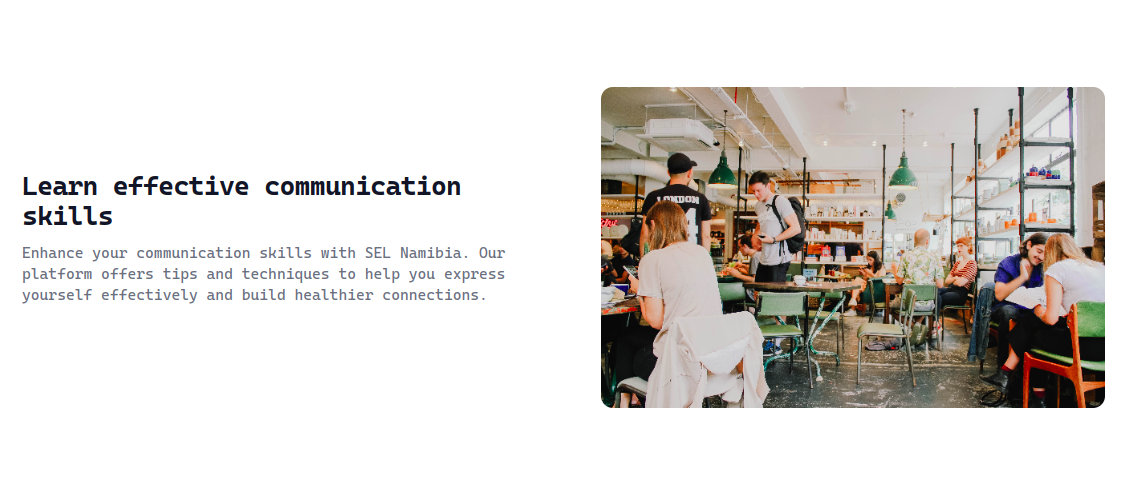 Learn effective communication
skills
Enhance your communication skills with SEL Namibia. Our
platform offers tips and techniques to help you express
yourself effectively and build healthier connections.
LONDON